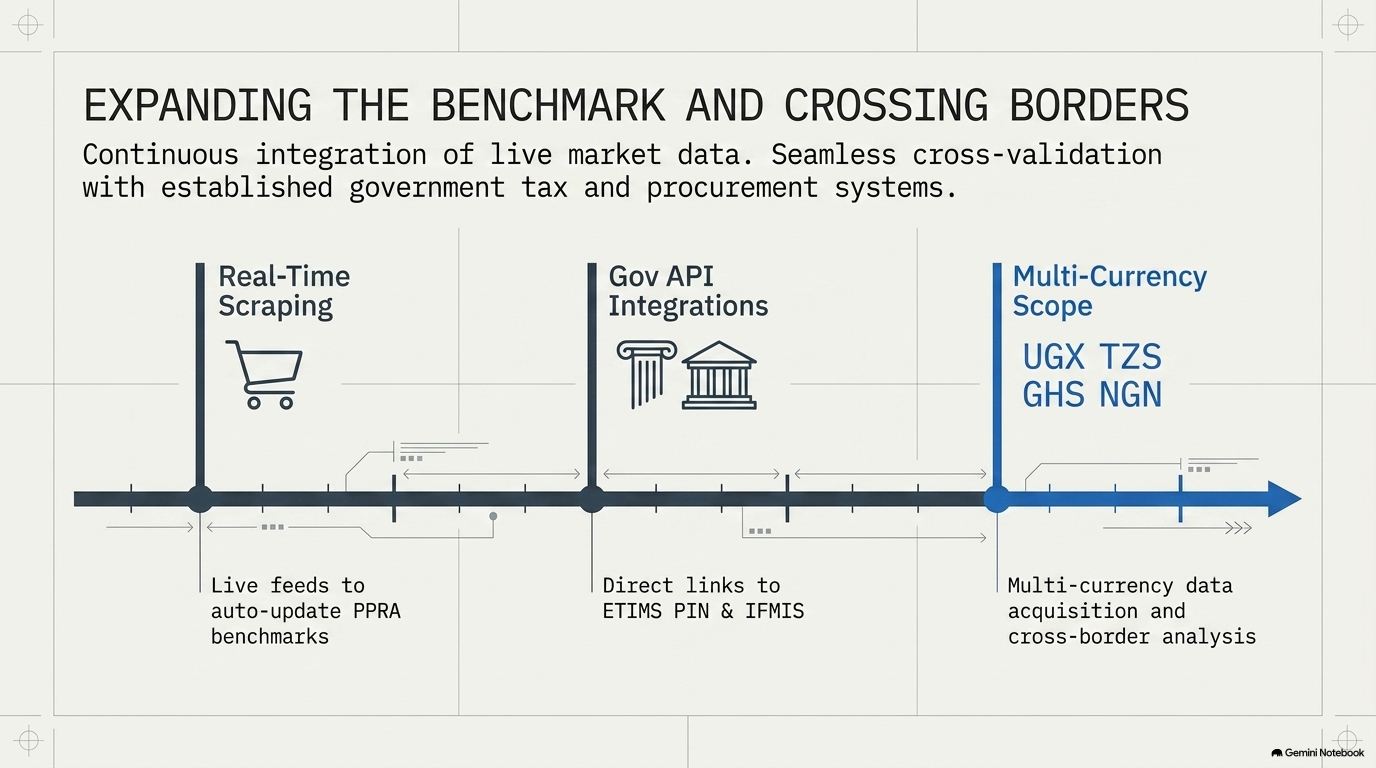 EXPANDING THE BENCHMARK AND CROSSING BORDERS
Continuous integration of live market data. Seamless cross-validation
with established government tax and procurement systems.
Real-Time
Scraping
Gov API
Integrations
Multi-Currency
Scope
UGX TZS
GHS NGN
Live feeds to
auto-update PPRA
benchmarks
Direct links to
ETIMS PIN & IFMIS
Multi-currency data
acquisition and
cross-border analysis
Gemini Notebook